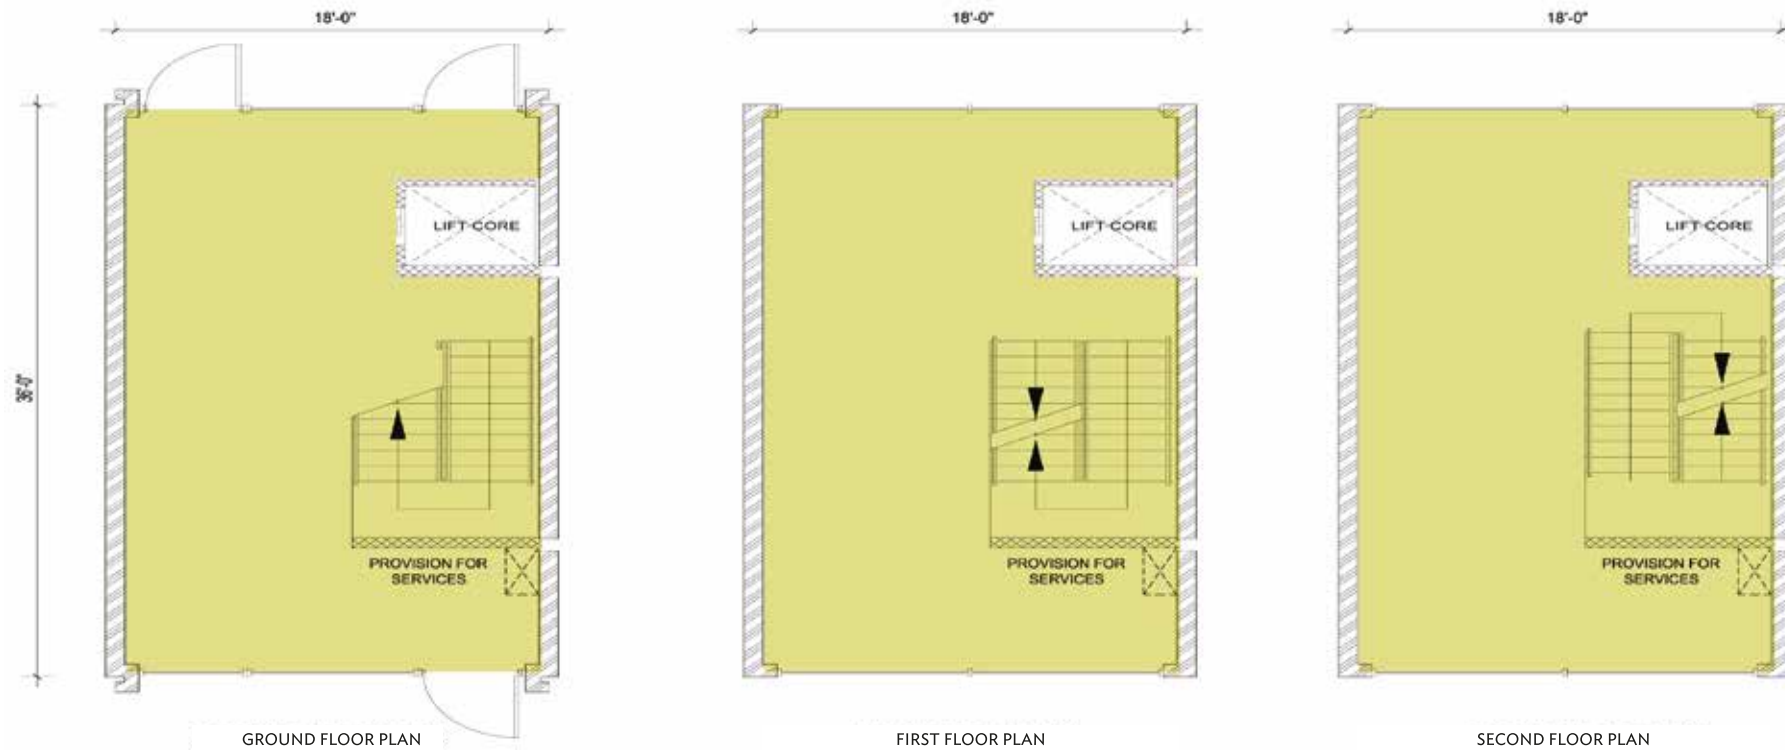 18'-0"
18'-0"
18'-0"
36'-0"
LIFT CORE
LIFT CORE
LIFT CORE
PROVISION FOR
SERVICES
PROVISION FOR
SERVICES
PROVISION FOR
SERVICES
GROUND FLOOR PLAN
FIRST FLOOR PLAN
SECOND FLOOR PLAN